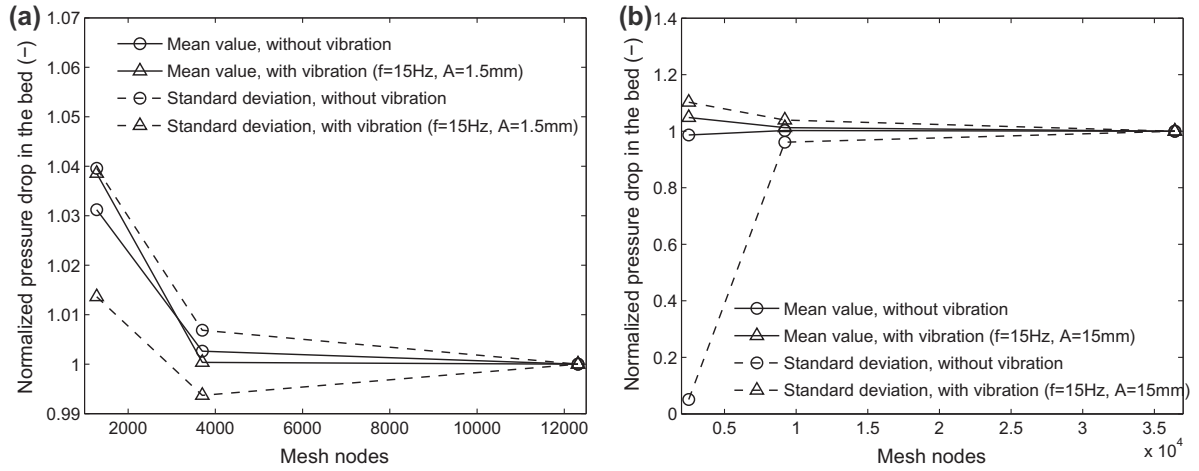 (a)
1.07
1.06
1.05
1.04
1.03
1.02
1.01
1
0.99
Normalized pressure drop in the bed (−)
Mean value, without vibration
Mean value, with vibration (f=15Hz, A=1.5mm)
Standard deviation, without vibration
Standard deviation, with vibration (f=15Hz, A=1.5mm)
2000 4000 6000 8000 10000 12000
Mesh nodes
(b)
1.4
1.2
1
0.8
0.6
0.4
0.2
0
Normalized pressure drop in the bed (−)
Mean value, without vibration
Mean value, with vibration (f=15Hz, A=15mm)
Standard deviation, without vibration
Standard deviation, with vibration (f=15Hz, A=15mm)
0.5 1 1.5 2 2.5 3 3.5
x 10⁴
Mesh nodes